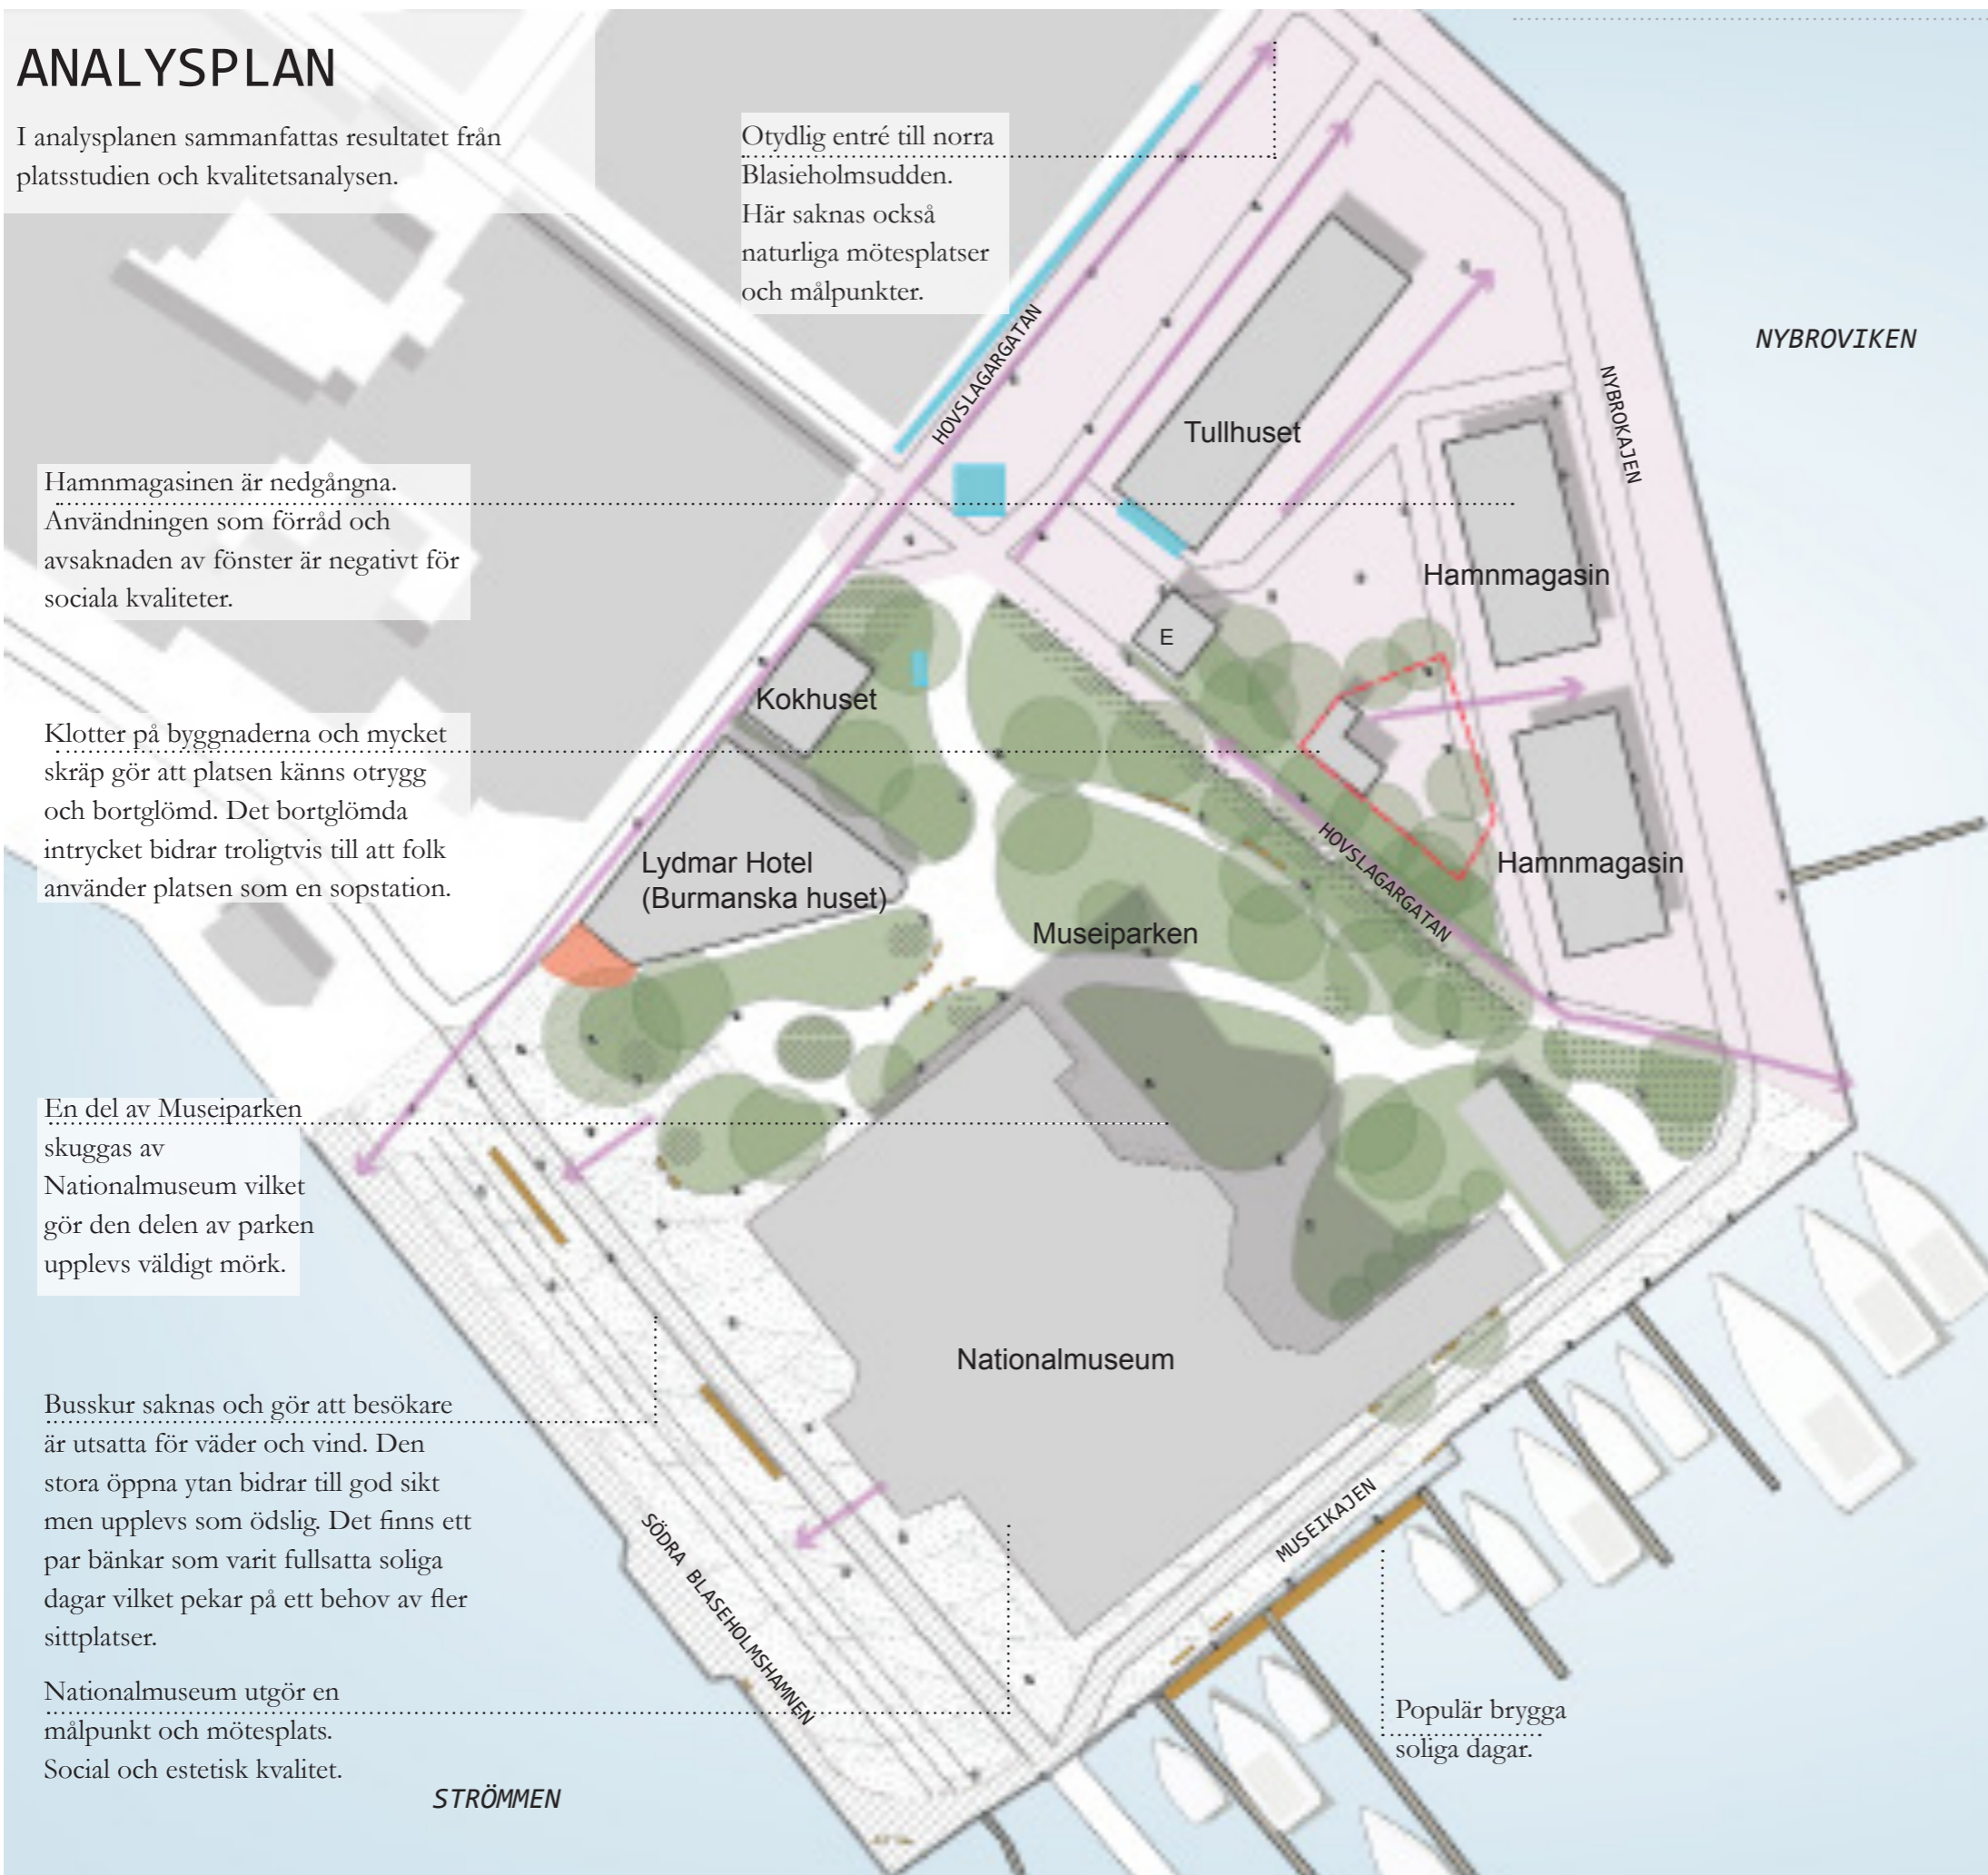 ANALYSPLAN
I analysplanen sammanfattas resultatet från
platsstudien och kvalitetsanalysen.
Otydlig entré till norra
Blasieholmsudden.
Här saknas också
naturliga mötesplatser
och målpunkter.
NYBROVIKEN
HOVSLAGARGATAN
NYBROKAJEN
Tullhuset
Hamnmagasinen är nedgångna.
Användningen som förråd och
avsaknaden av fönster är negativt för
sociala kvaliteter.
Hamnmagasin
E
Kokhuset
Klotter på byggnaderna och mycket
skräp gör att platsen känns otrygg
och bortglömd. Det bortglömda
intrycket bidrar troligtvis till att folk
använder platsen som en sopstation.
Lydmar Hotel
(Burmanska huset)
HOVSLAGARGATAN
Hamnmagasin
Museiparken
En del av Museiparken
skuggas av
Nationalmuseum vilket
gör den delen av parken
upplevs väldigt mörk.
Nationalmuseum
Busskur saknas och gör att besökare
är utsatta för väder och vind. Den
stora öppna ytan bidrar till god sikt
men upplevs som ödslig. Det finns ett
par bänkar som varit fullsatta soliga
dagar vilket pekar på ett behov av fler
sittplatser.
SÖDRA BLASEHOLMSHAMNEN
MUSEIKAJEN
Nationalmuseum utgör en
målpunkt och mötesplats.
Social och estetisk kvalitet.
Populär brygga
soliga dagar.
STRÖMMEN